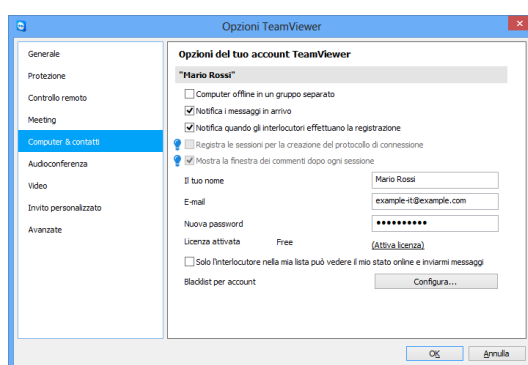 Opzioni TeamViewer
Generale
Protezione
Controllo remoto
Meeting
Computer & contatti
Audioconferenza
Video
Invito personalizzato
Avanzate
Opzioni del tuo account TeamViewer
"Mario Rossi"
Computer offline in un gruppo separato
Notifica i messaggi in arrivo
Notifica quando gli interlocutori effettuano la registrazione
Registra le sessioni per la creazione del protocollo di connessione
Mostra la finestra dei commenti dopo ogni sessione
Il tuo nome Mario Rossi
E-mail example-it@example.com
Nuova password ●●●●●●●●●●
Licenza attivata Free (Attiva licenza)
Solo l'interlocutore nella mia lista può vedere il mio stato online e inviarmi messaggi
Blacklist per account Configura...
OK Annulla